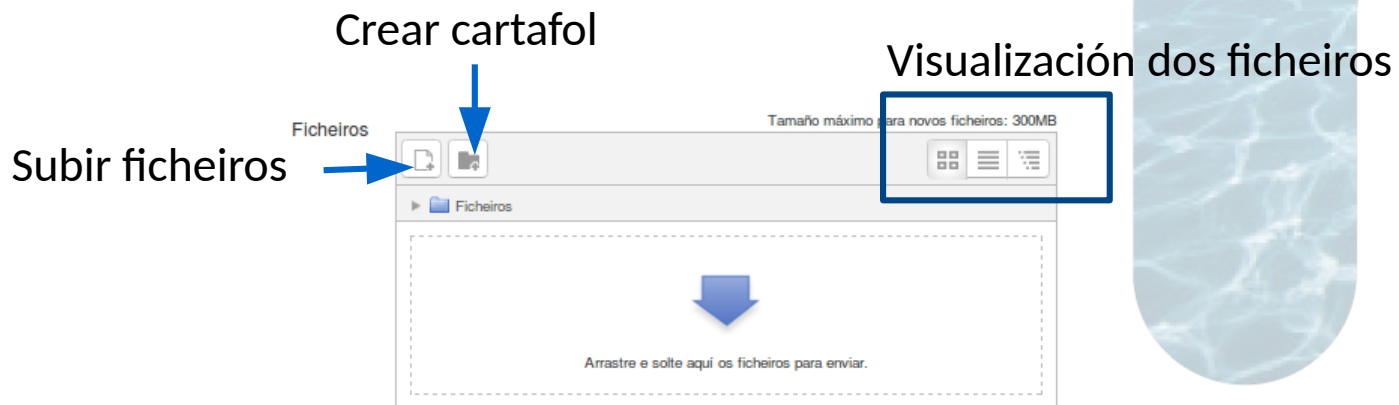 Crear cartafol
Visualización dos ficheiros
Tamaño máximo para novos ficheiros: 300MB
Ficheiros
Subir ficheiros
Ficheiros
Arrastre e solte aquí os ficheiros para enviar.